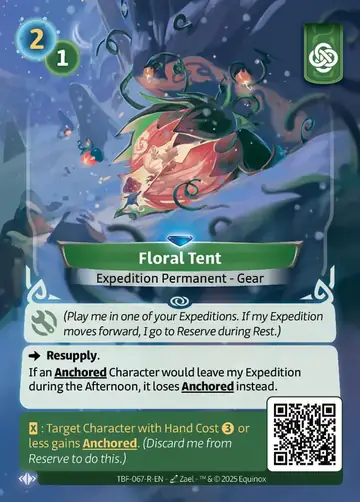 2
1
Floral Tent
Expedition Permanent - Gear
(Play me in one of your Expeditions. If my Expedition
moves forward, I go to Reserve during Rest.)
➜ Resupply.
If an Anchored Character would leave my Expedition
during the Afternoon, it loses Anchored instead.
X : Target Character with Hand Cost 3 or
less gains Anchored. (Discard me from
Reserve to do this.)
TBF-067-R-EN - Zael - ™ & © 2025 Equinox